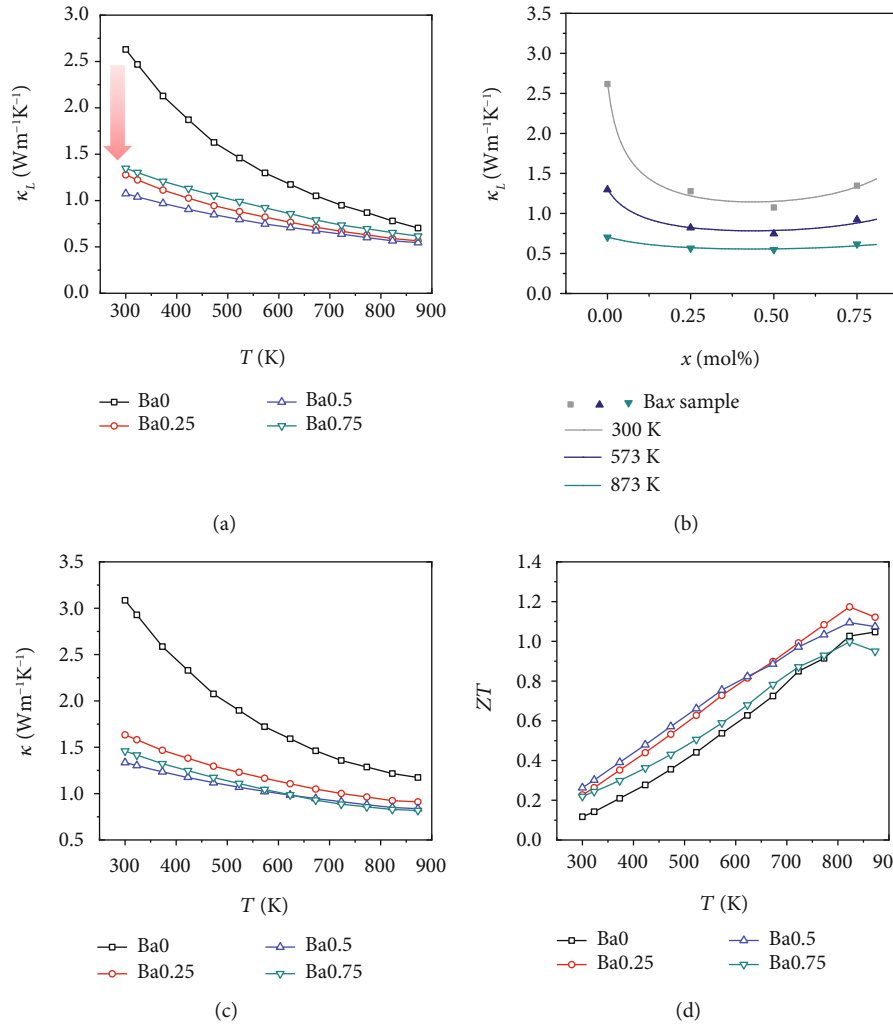 3.0
2.5
2.0
1.5
1.0
0.5
0.0
κL (Wm−1K−1)
300 400 500 600 700 800 900
T (K)
Ba0 Ba0.5
Ba0.25 Ba0.75
(a)
3.5
3.0
2.5
2.0
1.5
1.0
0.5
0.0
κL (Wm−1K−1)
0.00 0.25 0.50 0.75
x (mol%)
Bax sample
300 K
573 K
873 K
(b)
3.5
3.0
2.5
2.0
1.5
1.0
0.5
κ (Wm−1K−1)
300 400 500 600 700 800 900
T (K)
Ba0 Ba0.5
Ba0.25 Ba0.75
(c)
1.4
1.2
1.0
0.8
0.6
0.4
0.2
0.0
ZT
300 400 500 600 700 800 90
T (K)
Ba0 Ba0.5
Ba0.25 Ba0.75
(d)